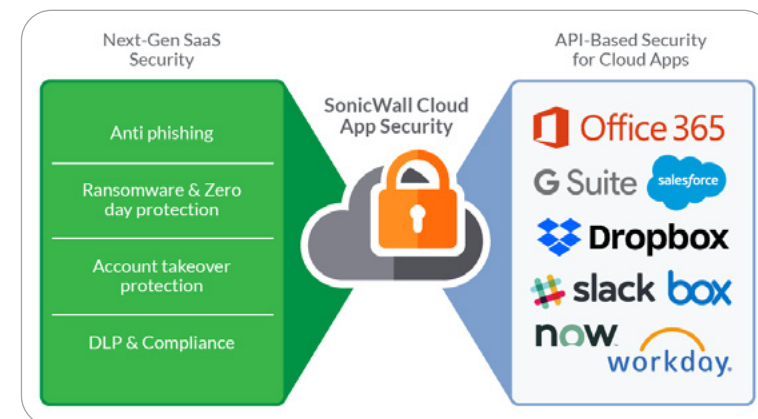 Next-Gen SaaS
Security
Anti phishing
Ransomware & Zero
day protection
Account takeover
protection
DLP & Compliance
SonicWall Cloud
App Security
API-Based Security
for Cloud Apps
Office 365
G Suite salesforce
Dropbox
slack box
now.
workday.